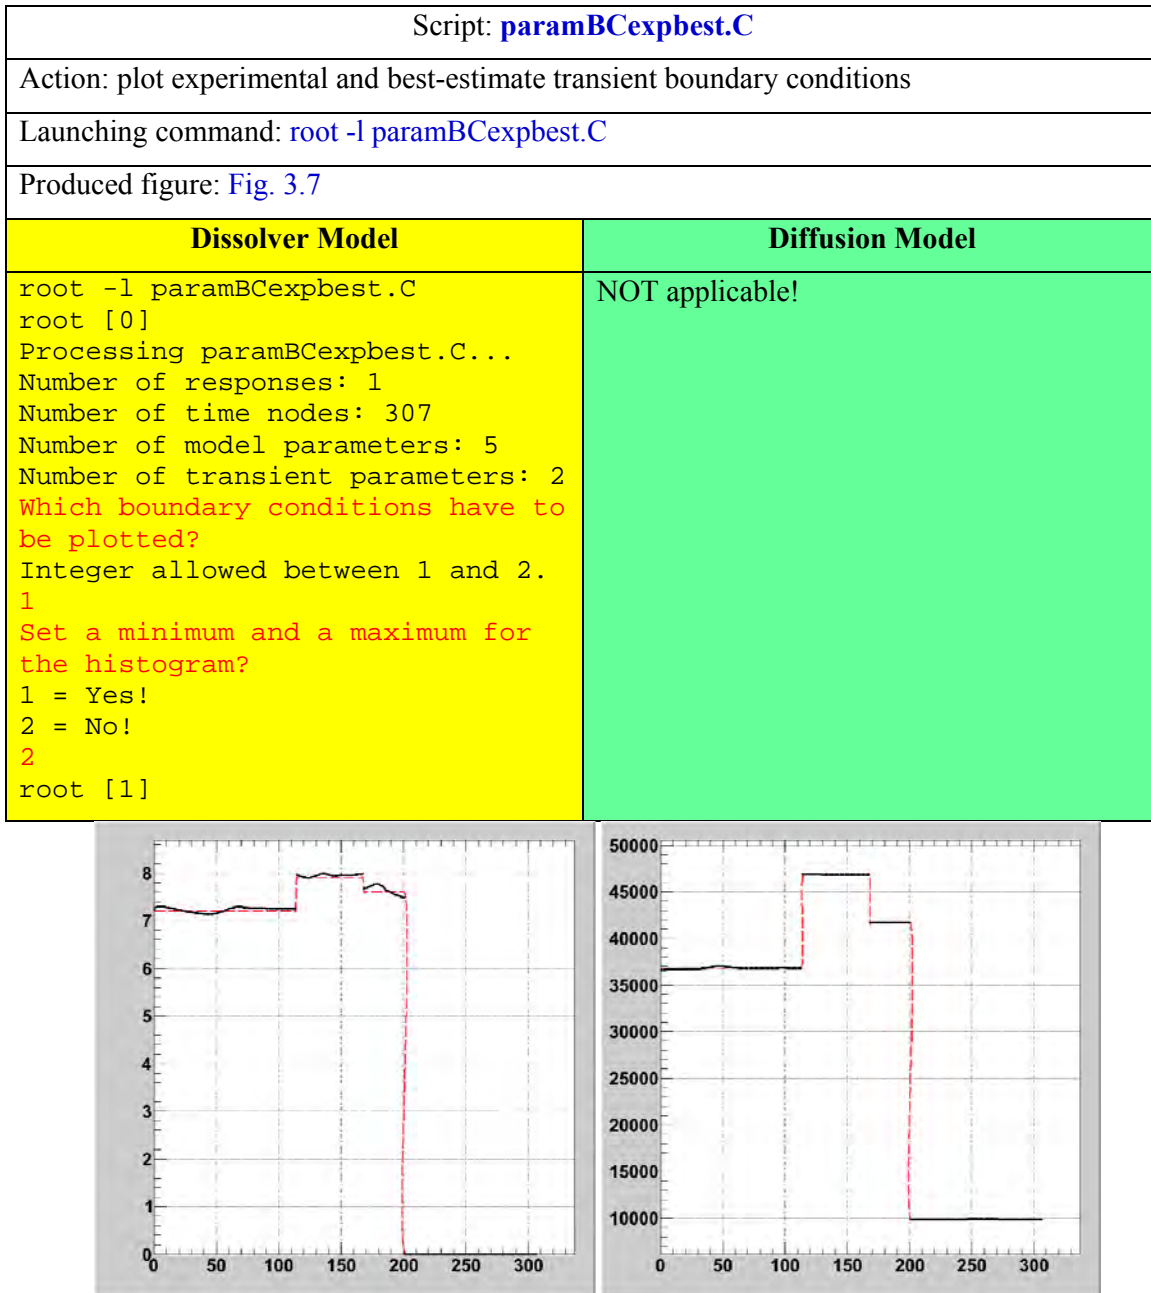 Script: paramBCexpbest.C
Action: plot experimental and best-estimate transient boundary conditions
Launching command: root -l paramBCexpbest.C
Produced figure: Fig. 3.7
Dissolver Model
root -l paramBCexpbest.C
root [0]
Processing paramBCexpbest.C...
Number of responses: 1
Number of time nodes: 307
Number of model parameters: 5
Number of transient parameters: 2
Which boundary conditions have to
be plotted?
Integer allowed between 1 and 2.
1
Set a minimum and a maximum for
the histogram?
1 = Yes!
2 = No!
2
root [1]
Diffusion Model
NOT applicable!
8
7
6
5
4
3
2
1
0
0 50 100 150 200 250 300
50000
45000
40000
35000
30000
25000
20000
15000
10000
0 50 100 150 200 250 300